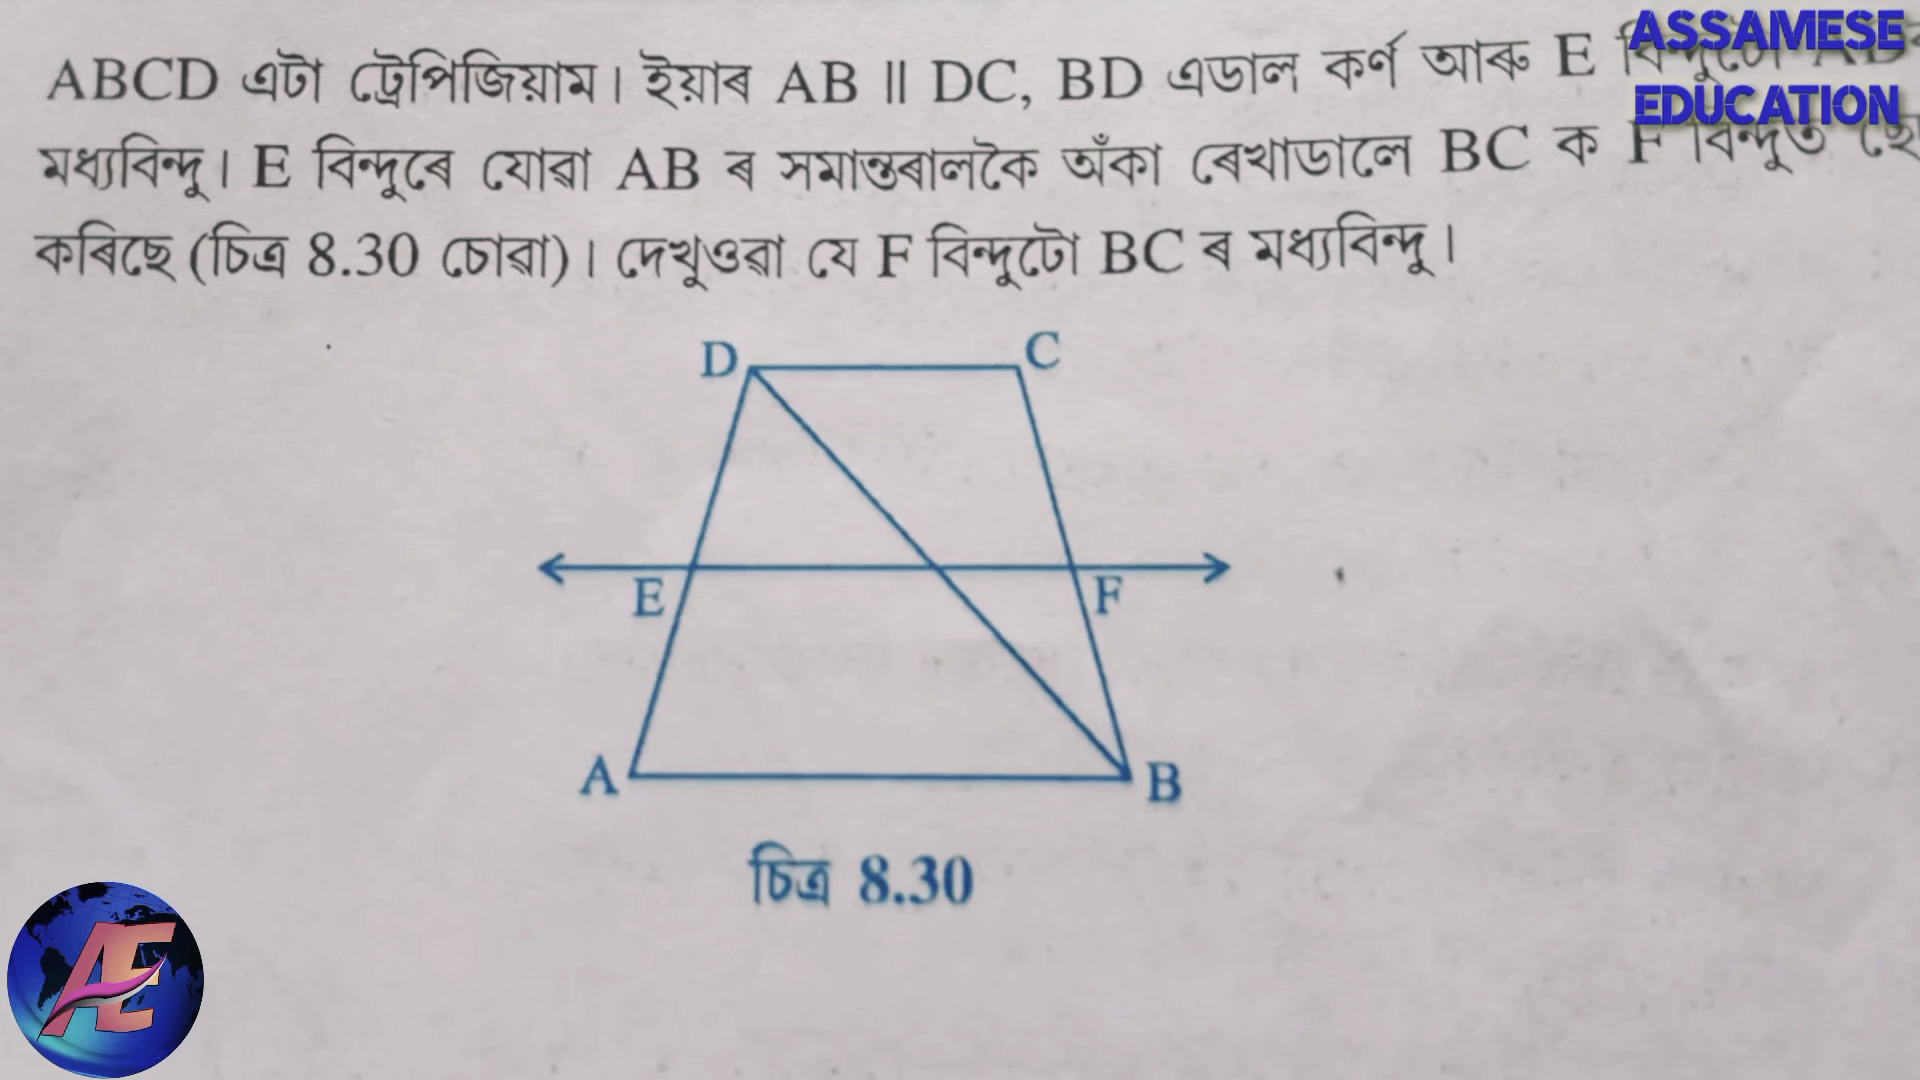 ASSAMESE
EDUCATION
ABCD এটা ট্ৰেপিজিয়াম। ইয়াৰ AB || DC, BD এডাল কৰ্ণ আৰু E বিন্দুটো
মধ্যবিন্দু। E বিন্দুৰে যোৱা AB ৰ সমান্তৰালকৈ অঁকা ৰেখাডালে BC ক F বিন্দুত
কৰিছে (চিত্ৰ 8.30 চোৱা)। দেখুওৱা যে F বিন্দুটো BC ৰ মধ্যবিন্দু।
D C
E F
A B
চিত্ৰ 8.30
Æ